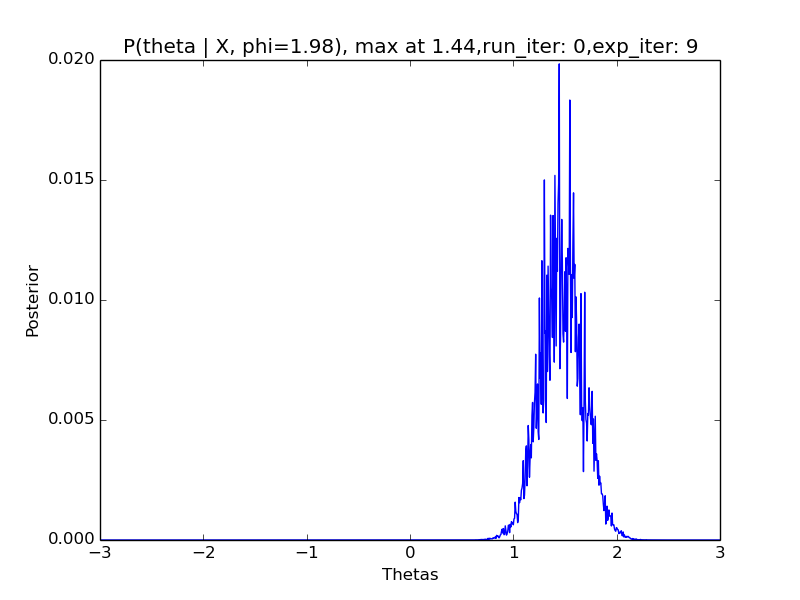 P(theta | X, phi=1.98), max at 1.44,run_iter: 0,exp_iter: 9
0.020
0.015
0.010
0.005
0.000
Posterior
−3 −2 −1 0 1 2 3
Thetas